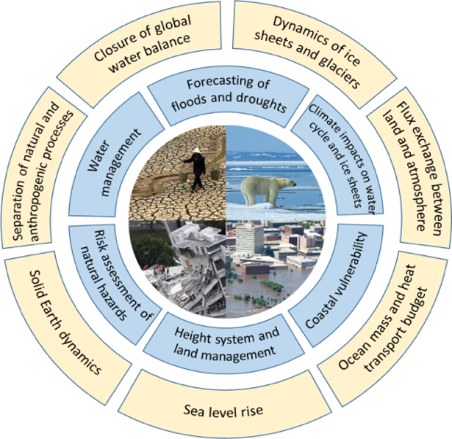 Closure of global
water balance
Dynamics of ice
sheets and glaciers
Flux exchange between
land and atmosphere
Ocean mass and heat
transport budget
Sea level rise
Solid Earth dynamics
Separation of natural and
anthropogenic processes
Forecasting of
floods and droughts
Climate impacts on water
cycle and ice sheets
Coastal vulnerability
Height system and
land management
Risk assessment of
natural hazards
Water
management